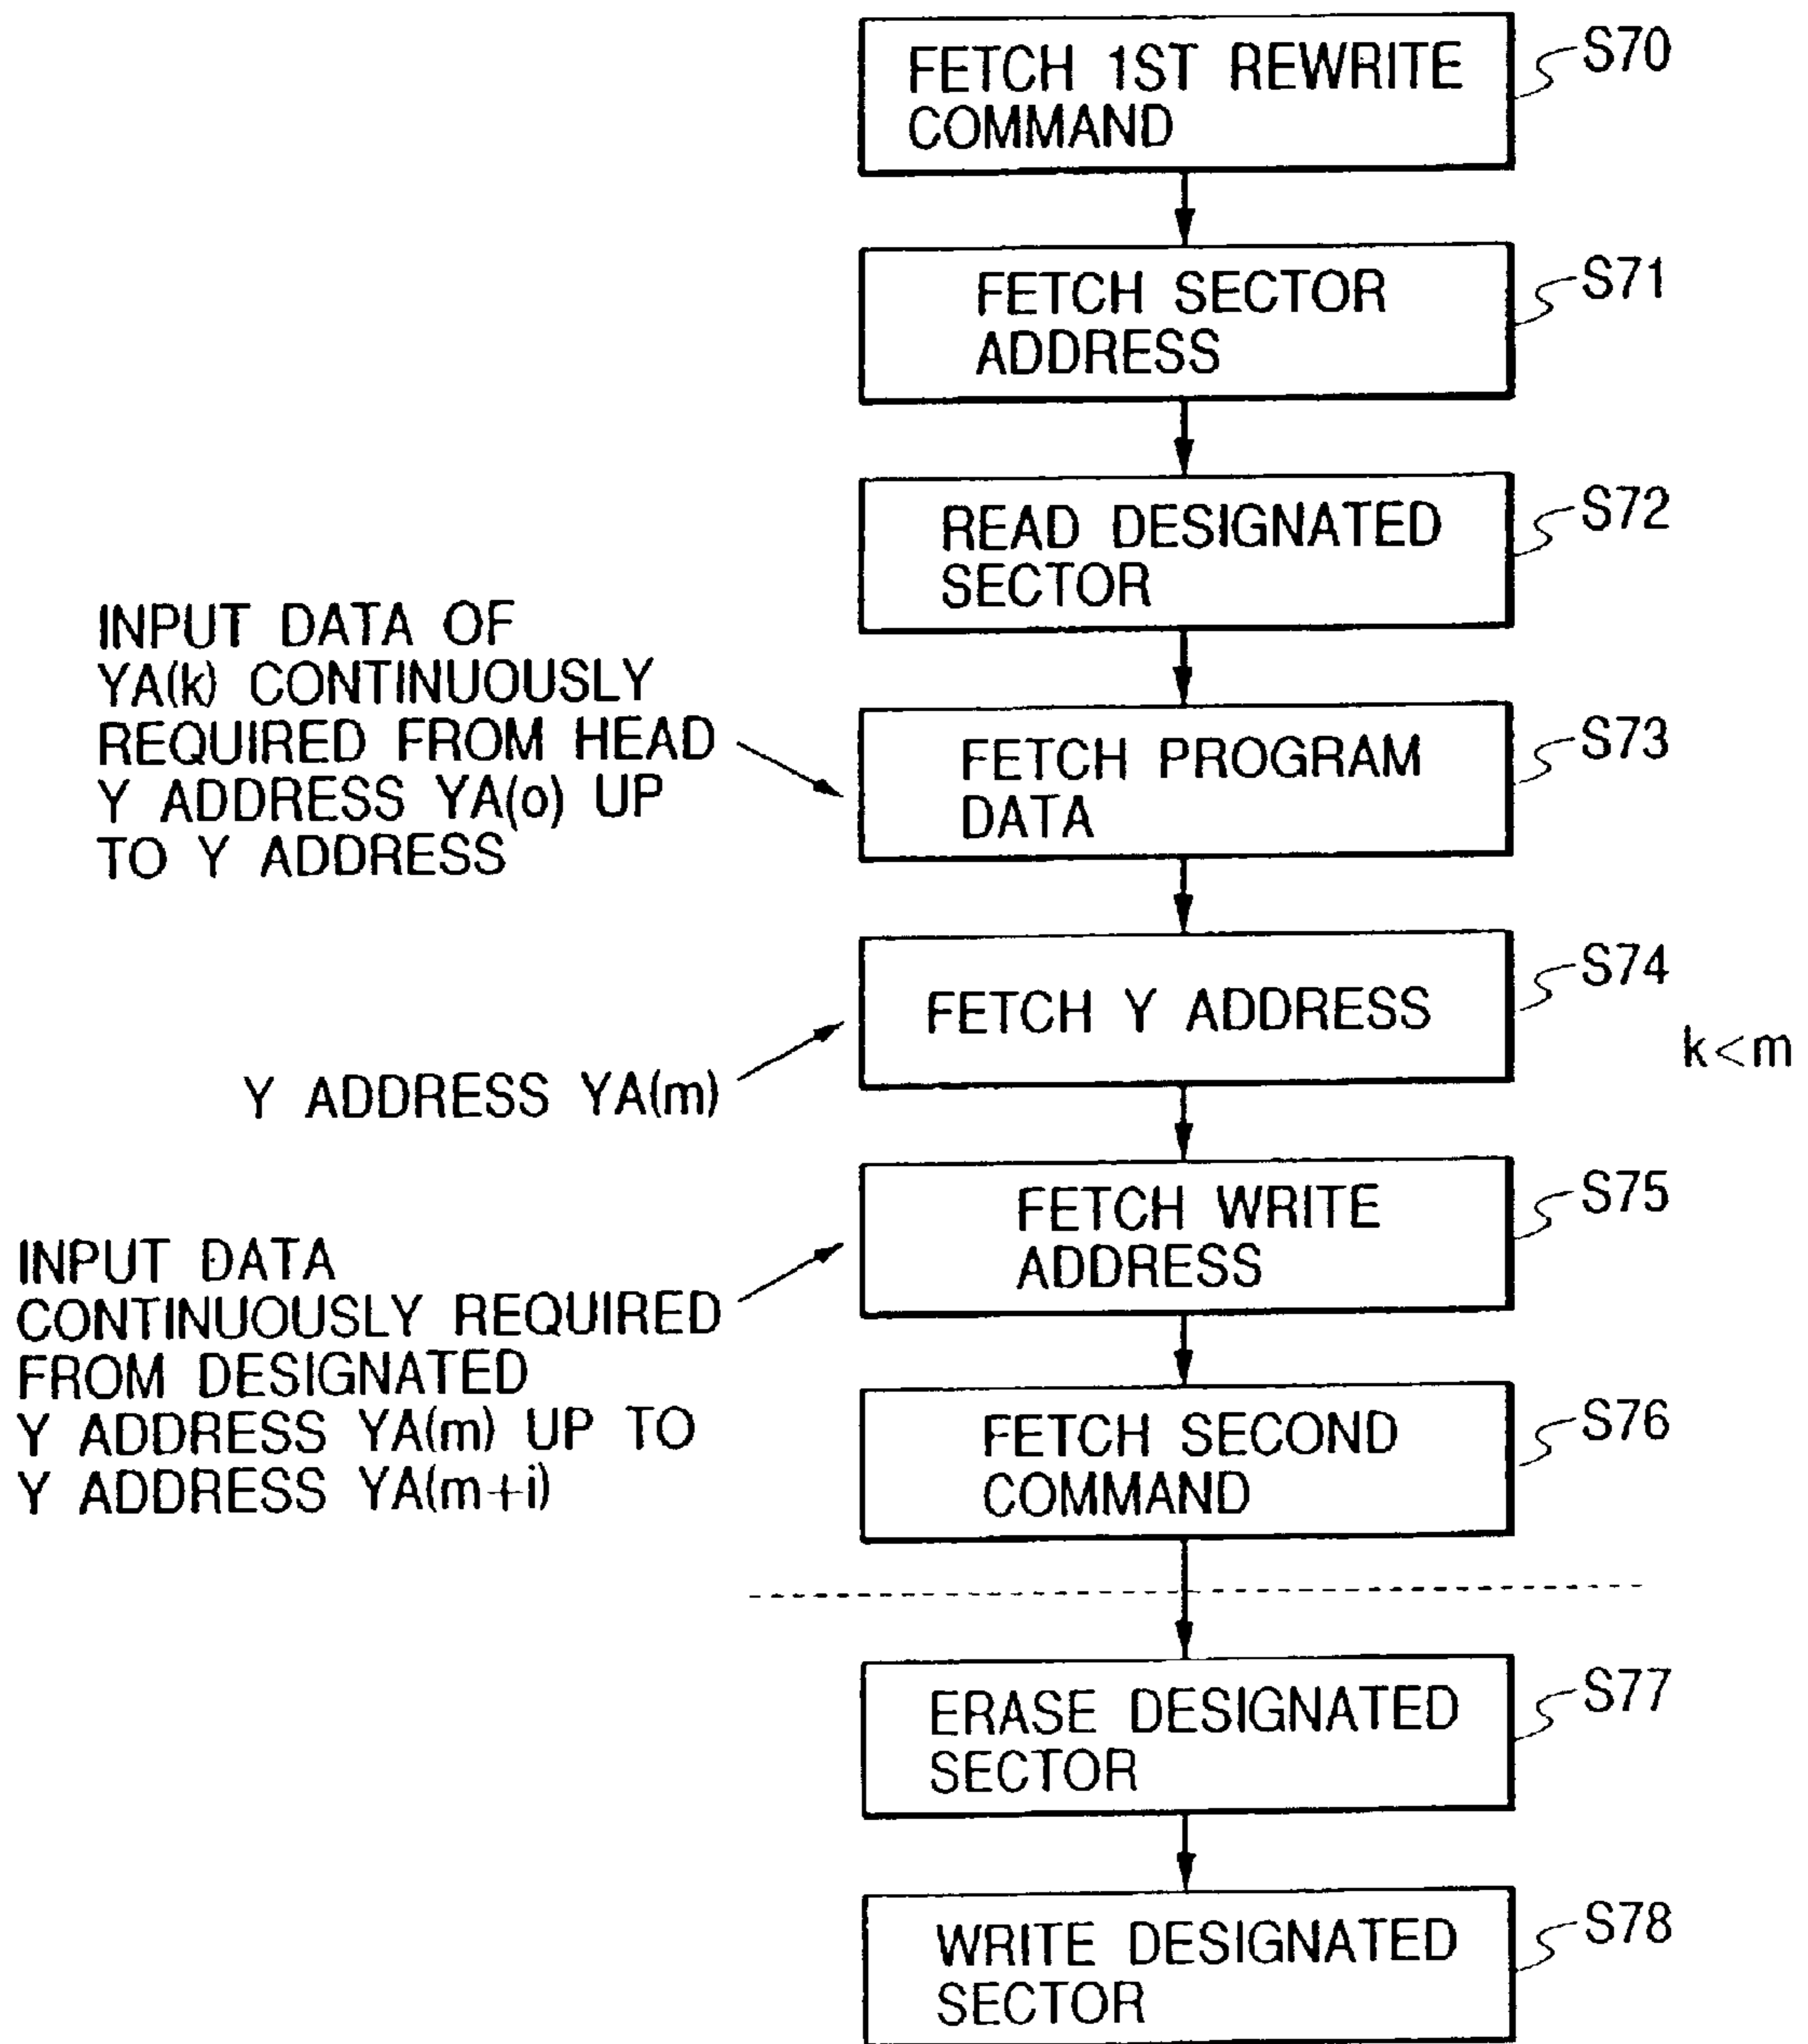 FETCH 1ST REWRITE
COMMAND
S70
FETCH SECTOR
ADDRESS
S71
READ DESIGNATED
SECTOR
S72
INPUT DATA OF
YA(k) CONTINUOUSLY
REQUIRED FROM HEAD
Y ADDRESS YA(o) UP
TO Y ADDRESS
FETCH PROGRAM
DATA
S73
FETCH Y ADDRESS
S74
k<m
Y ADDRESS YA(m)
FETCH WRITE
ADDRESS
S75
INPUT DATA
CONTINUOUSLY REQUIRED
FROM DESIGNATED
Y ADDRESS YA(m) UP TO
Y ADDRESS YA(m+i)
FETCH SECOND
COMMAND
S76
ERASE DESIGNATED
SECTOR
S77
WRITE DESIGNATED
SECTOR
S78